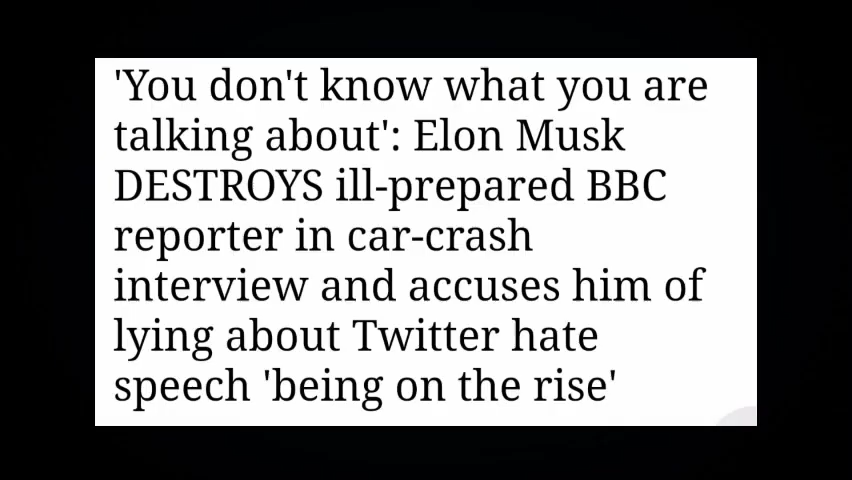 'You don't know what you are
talking about': Elon Musk
DESTROYS ill-prepared BBC
reporter in car-crash
interview and accuses him of
lying about Twitter hate
speech 'being on the rise'